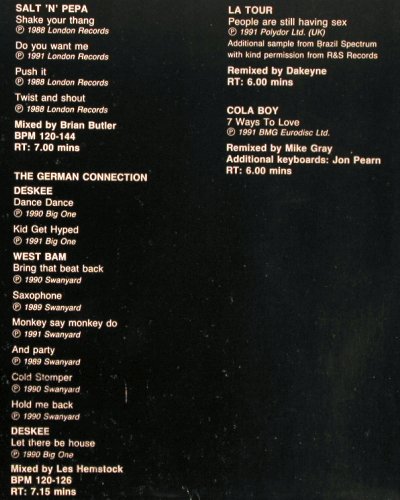 SALT 'N' PEPA
Shake your thang
Ⓟ 1988 London Records
Do you want me
Ⓟ 1991 London Records
Push it
Ⓟ 1988 London Records
Twist and shout
Ⓟ 1988 London Records
Mixed by Brian Butler
BPM 120-144
RT: 7.00 mins
THE GERMAN CONNECTION
DESKEE
Dance Dance
Ⓟ 1990 Big One
Kid Get Hyped
Ⓟ 1991 Big One
WEST BAM
Bring that beat back
Ⓟ 1990 Swanyard
Saxophone
Ⓟ 1989 Swanyard
Monkey say monkey do
Ⓟ 1991 Swanyard
And party
Ⓟ 1989 Swanyard
Cold Stomper
Ⓟ 1990 Swanyard
Hold me back
Ⓟ 1990 Swanyard
DESKEE
Let there be house
Ⓟ 1990 Big One
Mixed by Les Hemstock
BPM 120-126
RT: 7.15 mins
LA TOUR
People are still having sex
Ⓟ 1991 Polydor Ltd. (UK)
Additional sample from Brazil Spectrum
with kind permission from R&S Records
Remixed by Dakeyne
RT: 6.00 mins
COLA BOY
7 Ways To Love
Ⓟ 1991 BMG Eurodisc Ltd.
Remixed by Mike Gray
Additional keyboards: Jon Pearn
RT: 6.00 mins